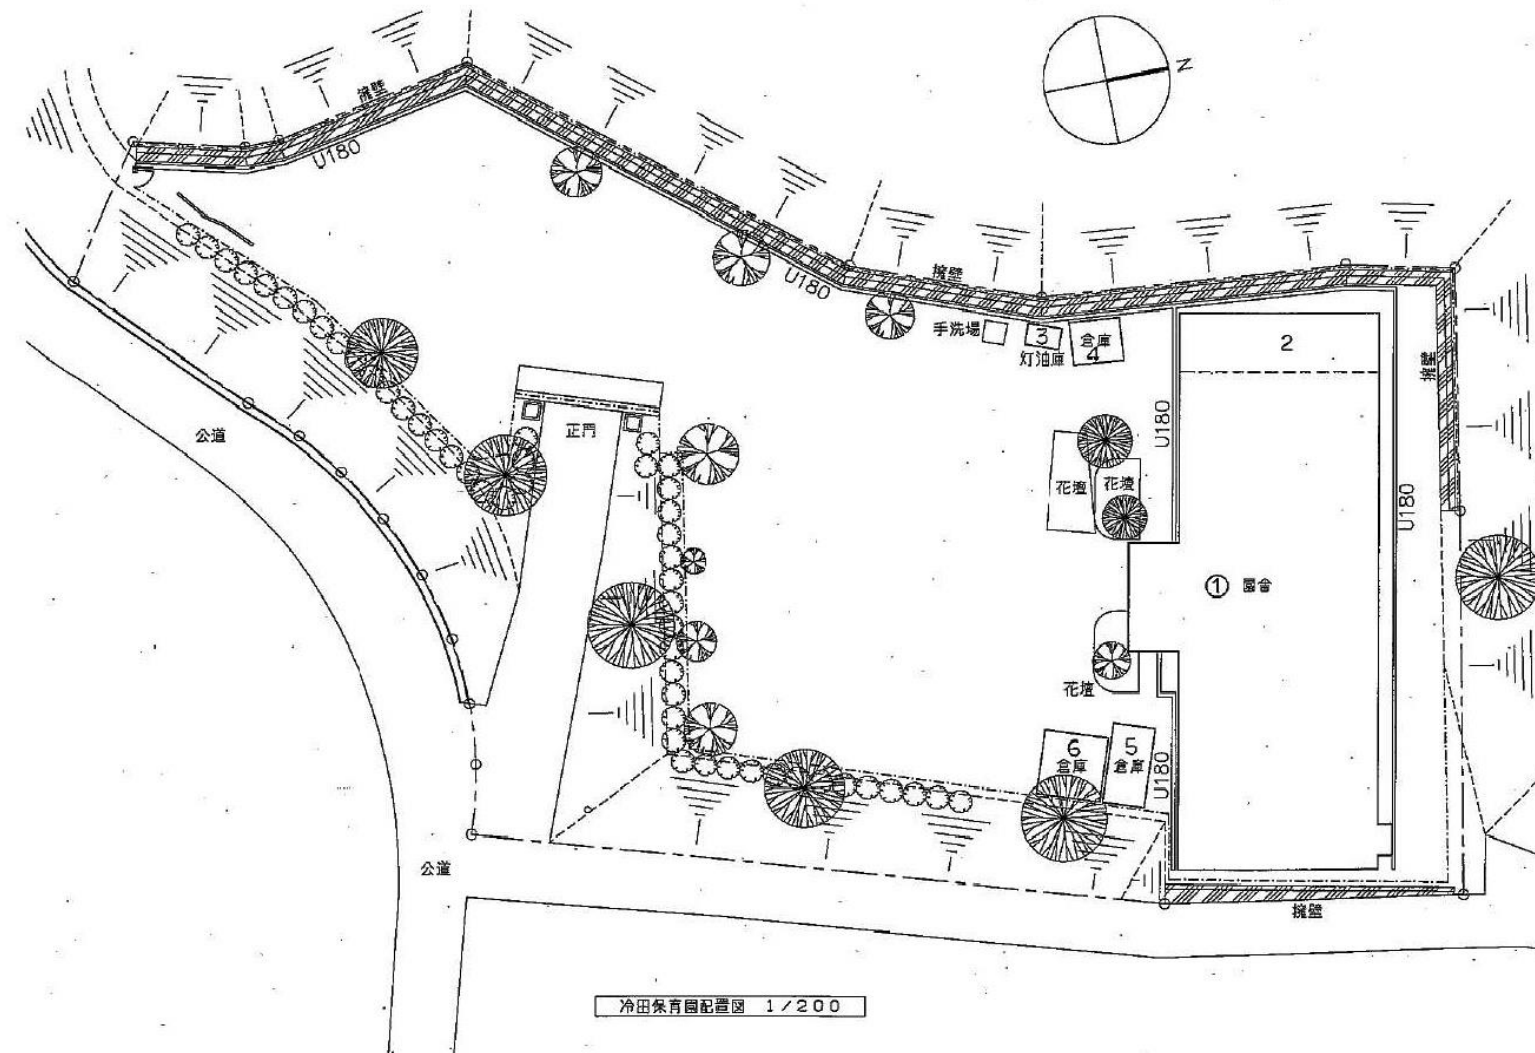 N
擁壁
U180
U180
擁壁
手洗場
3
灯油庫
倉庫
4
2
擁壁
公道
正門
U180
花壇
花壇
U180
① 園舎
花壇
6
倉庫
5
倉庫
U180
公道
擁壁
冷田保育園配置図 1/200